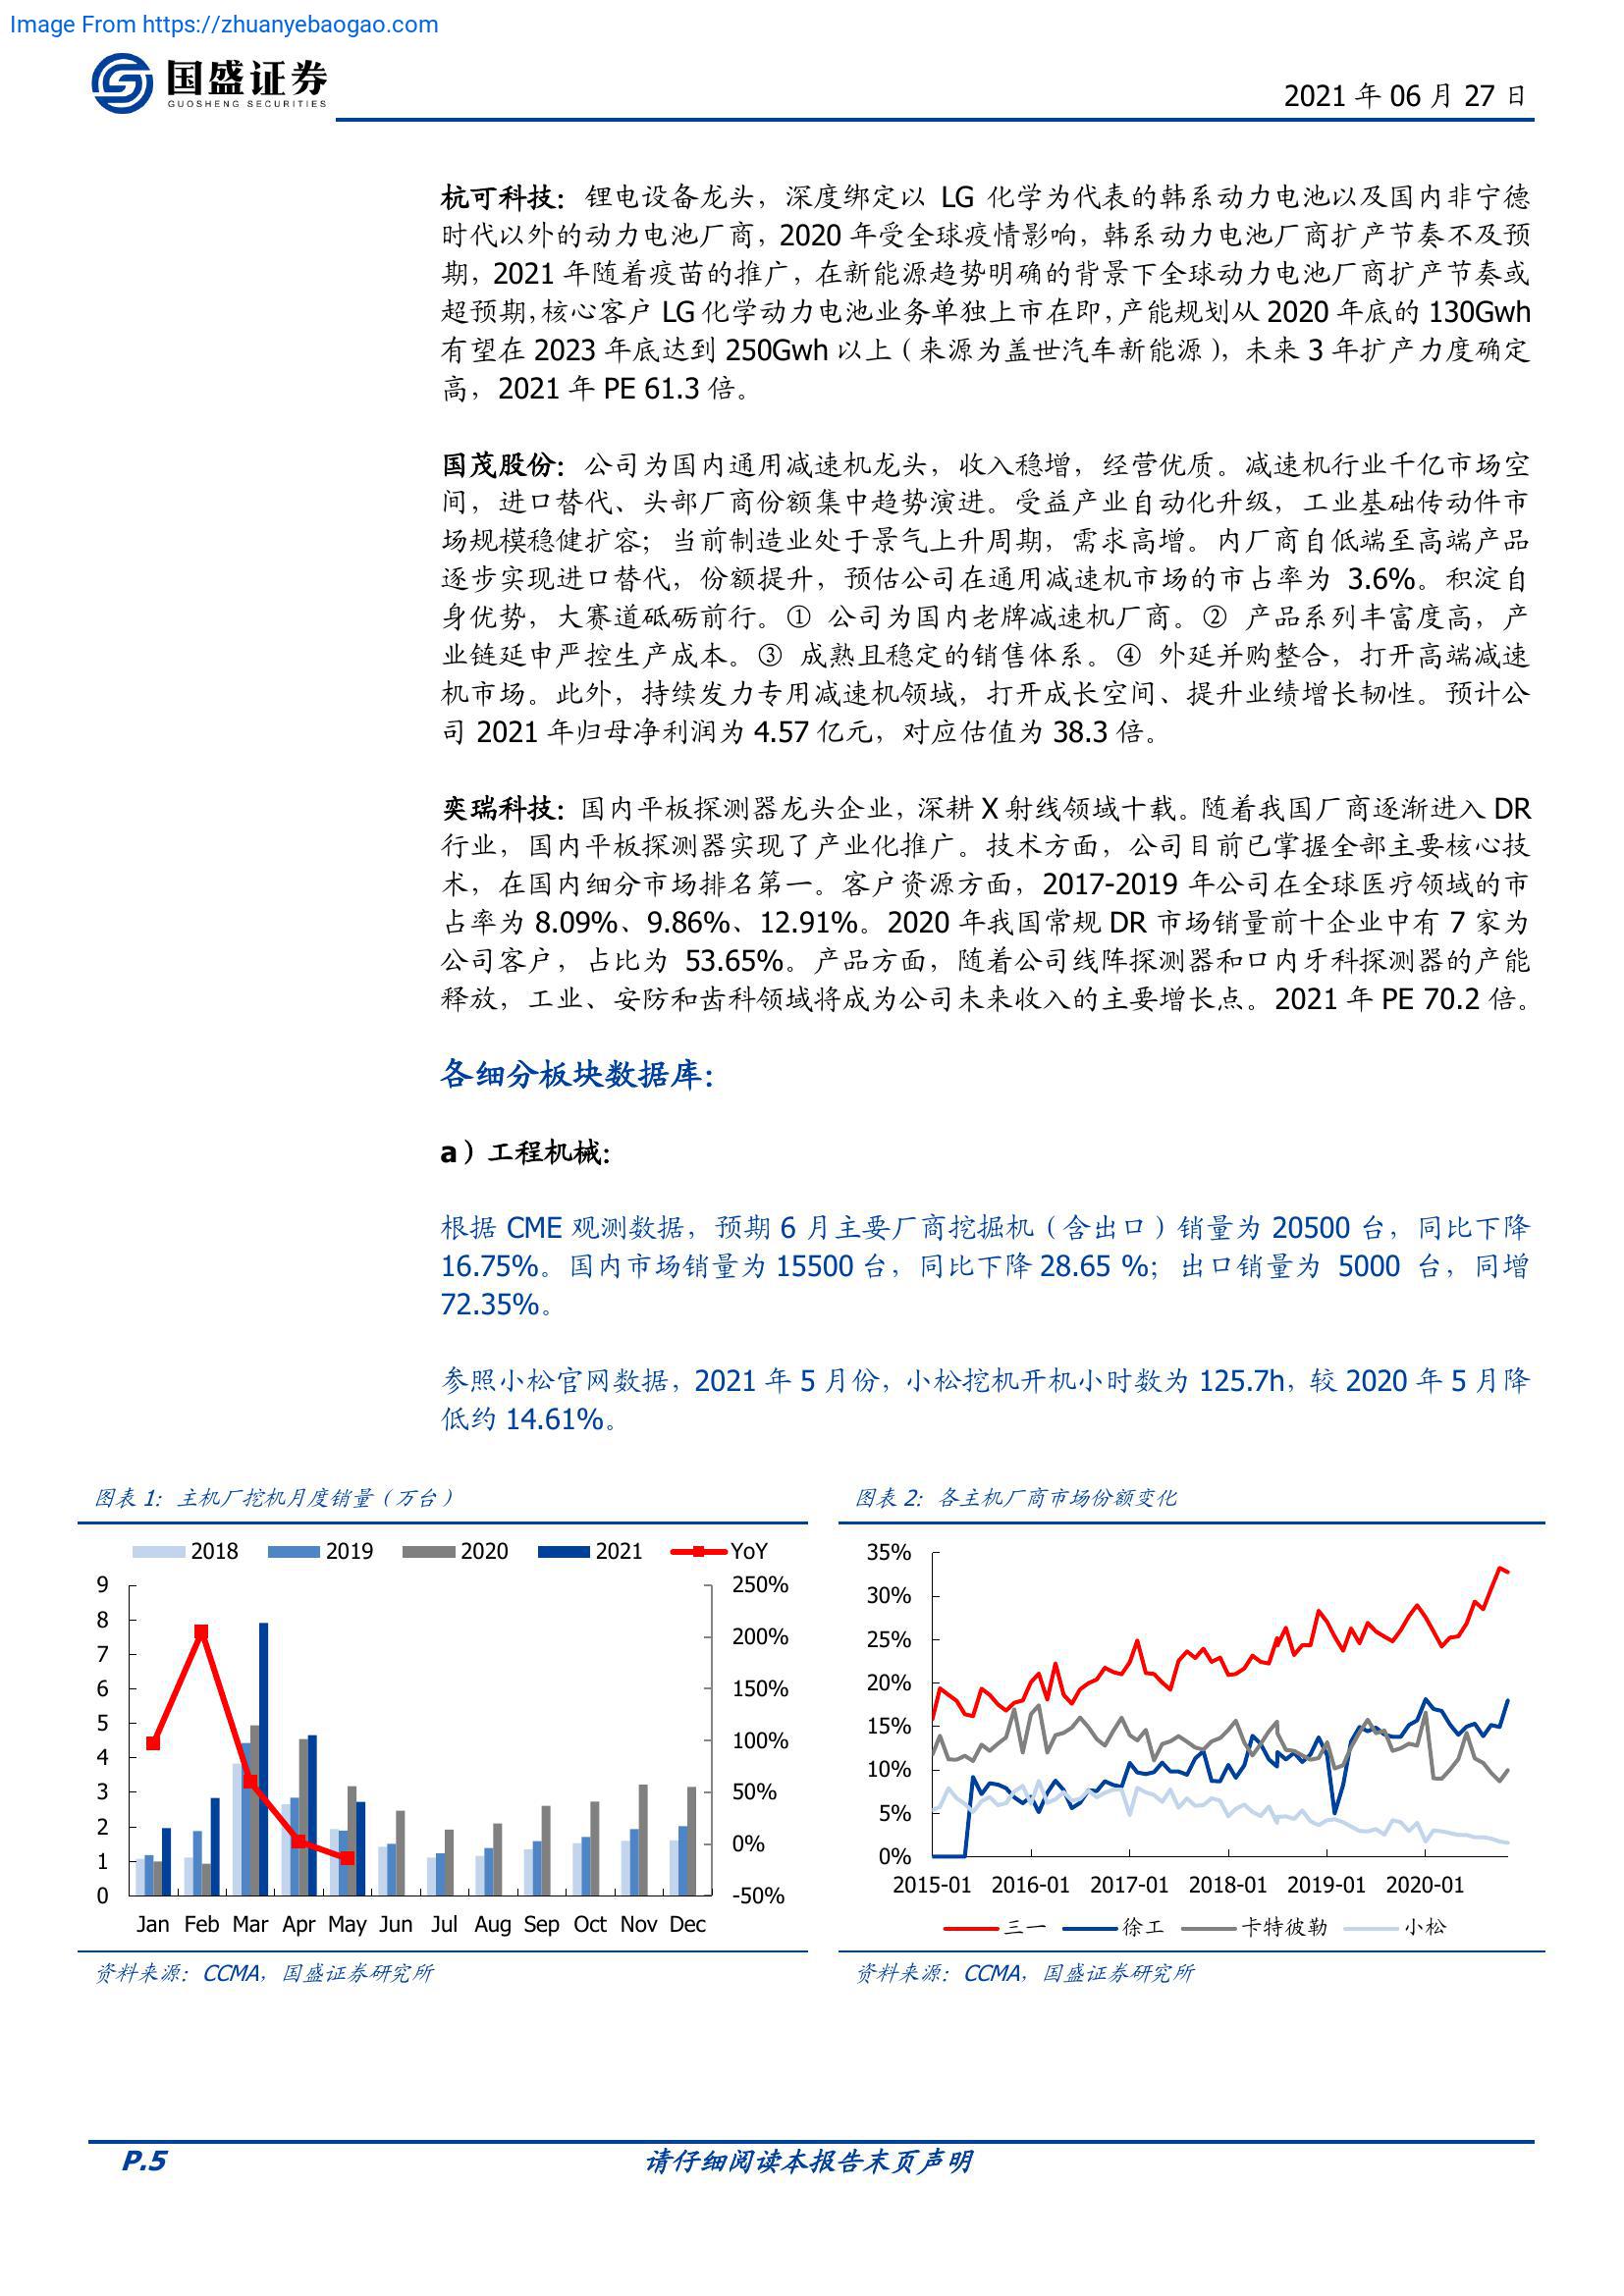 Image From https://zhuanyebaogao.com
国盛证券
GUOSHENG SECURITIES
2021 年 06 月 27 日
杭可科技：锂电设备龙头，深度绑定以 LG 化学为代表的韩系动力电池以及国内非宁德
时代以外的动力电池厂商，2020 年受全球疫情影响，韩系动力电池厂商扩产节奏不及预
期，2021 年随着疫苗的推广，在新能源趋势明确的背景下全球动力电池厂商扩产节奏或
超预期，核心客户 LG 化学动力电池业务单独上市在即，产能规划从 2020 年底的 130Gwh
有望在 2023 年底达到 250Gwh 以上（来源为盖世汽车新能源），未来 3 年扩产力度确定
高，2021 年 PE 61.3 倍。
国茂股份：公司为国内通用减速机龙头，收入稳增，经营优质。减速机行业千亿市场空
间，进口替代、头部厂商份额集中趋势演进。受益产业自动化升级，工业基础传动件市
场规模稳健扩容；当前制造业处于景气上升周期，需求高增。内厂商自低端至高端产品
逐步实现进口替代，份额提升，预估公司在通用减速机市场的市占率为 3.6%。积淀自
身优势，大赛道砥砺前行。① 公司为国内老牌减速机厂商。② 产品系列丰富度高，产
业链延申严控生产成本。③ 成熟且稳定的销售体系。④ 外延并购整合，打开高端减速
机市场。此外，持续发力专用减速机领域，打开成长空间、提升业绩增长韧性。预计公
司 2021 年归母净利润为 4.57 亿元，对应估值为 38.3 倍。
奕瑞科技：国内平板探测器龙头企业，深耕 X 射线领域十载。随着我国厂商逐渐进入 DR
行业，国内平板探测器实现了产业化推广。技术方面，公司目前已掌握全部主要核心技
术，在国内细分市场排名第一。客户资源方面，2017-2019 年公司在全球医疗领域的市
占率为 8.09%、9.86%、12.91%。2020 年我国常规 DR 市场销量前十企业中有 7 家为
公司客户，占比为 53.65%。产品方面，随着公司线阵探测器和口内牙科探测器的产能
释放，工业、安防和齿科领域将成为公司未来收入的主要增长点。2021 年 PE 70.2 倍。
各细分板块数据库：
a）工程机械：
根据 CME 观测数据，预期 6 月主要厂商挖掘机（含出口）销量为 20500 台，同比下降
16.75%。国内市场销量为 15500 台，同比下降 28.65 %；出口销量为 5000 台，同增
72.35%。
参照小松官网数据，2021 年 5 月份，小松挖机开机小时数为 125.7h，较 2020 年 5 月降
低约 14.61%。
图表 1：主机厂挖机月度销量（万台）
2018 2019 2020 2021 YoY
9 250%
8
200%
7
6 150%
5
100%
4
3 50%
2
0%
1
0 -50%
Jan Feb Mar Apr May Jun Jul Aug Sep Oct Nov Dec
资料来源：CCMA，国盛证券研究所
图表 2：各主机厂商市场份额变化
35%
30%
25%
20%
15%
10%
5%
0%
2015-01 2016-01 2017-01 2018-01 2019-01 2020-01
三一 徐工 卡特彼勒 小松
资料来源：CCMA，国盛证券研究所
P.5
请仔细阅读本报告末页声明